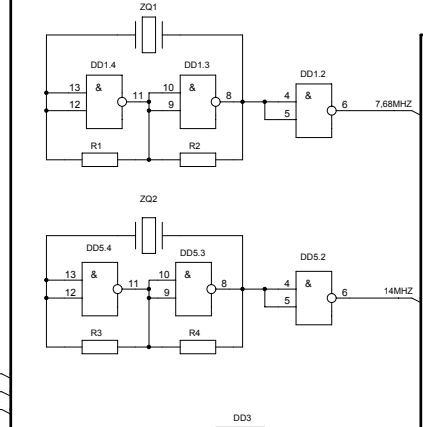 ZQ1
DD1.4 DD1.3
DD1.2
13 & 11 10 & 8 4 & 6 7,68MHZ
12 9 5
R1 R2
ZQ2
DD5.4 DD5.3 DD5.2
13 & 11 10 & 8 4 & 6 14MHZ
12 9 5
R3 R4
DD3